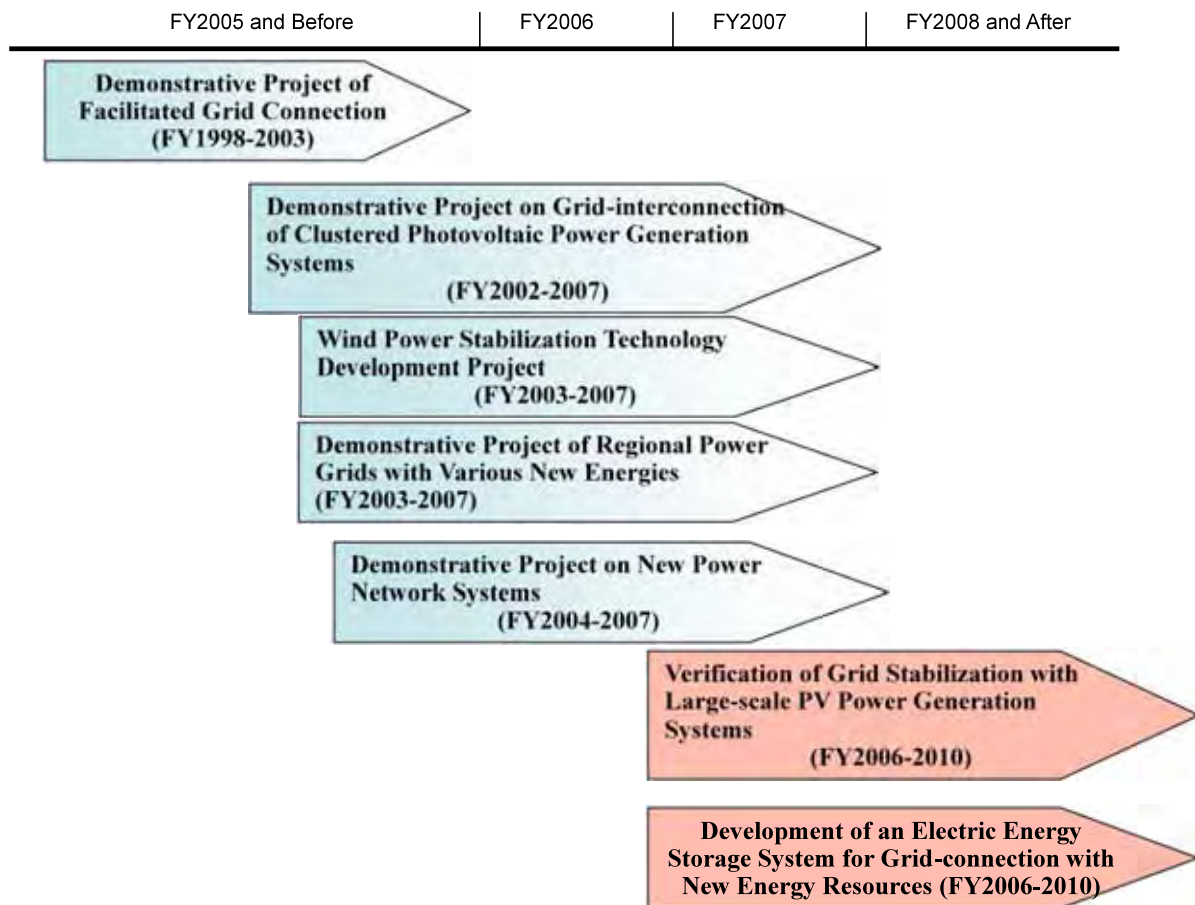 FY2005 and Before
FY2006
FY2007
FY2008 and After
Demonstrative Project of
Facilitated Grid Connection
(FY1998-2003)
Demonstrative Project on Grid-interconnection
of Clustered Photovoltaic Power Generation
Systems
(FY2002-2007)
Wind Power Stabilization Technology
Development Project
(FY2003-2007)
Demonstrative Project of Regional Power
Grids with Various New Energies
(FY2003-2007)
Demonstrative Project on New Power
Network Systems
(FY2004-2007)
Verification of Grid Stabilization with
Large-scale PV Power Generation
Systems
(FY2006-2010)
Development of an Electric Energy
Storage System for Grid-connection with
New Energy Resources (FY2006-2010)